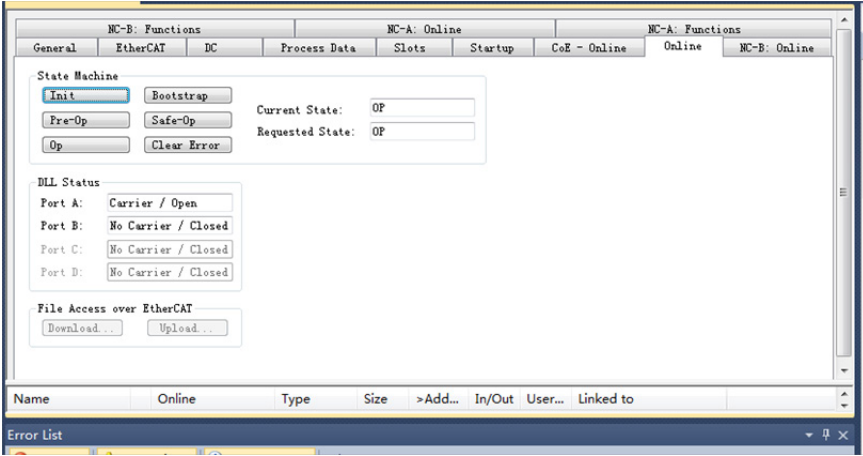 NC-B: Functions NC-A: Online NC-A: Functions
General EtherCAT DC Process Data Slots Startup CoE - Online Online NC-B: Online
State Machine
Init Bootstrap
Current State: OP
Pre-Op Safe-Op
Requested State: OP
Op Clear Error
DLL Status
Port A: Carrier / Open
Port B: No Carrier / Closed
Port C: No Carrier / Closed
Port D: No Carrier / Closed
File Access over EtherCAT
Download... Upload...
Name Online Type Size >Add... In/Out User... Linked to
Error List